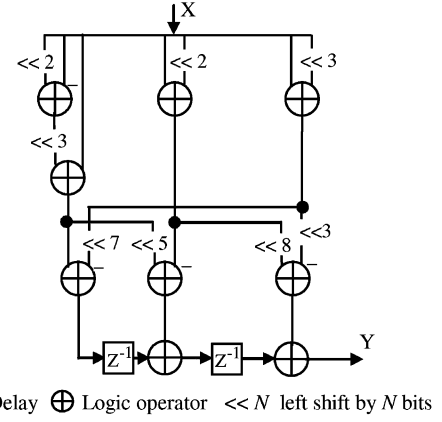 X
<< 2 − << 2 << 3
<< 3
<< 7 << 5 << 8 <<3
− − −
Y
Z-1 Z-1
Delay ⊕ Logic operator << N left shift by N bits